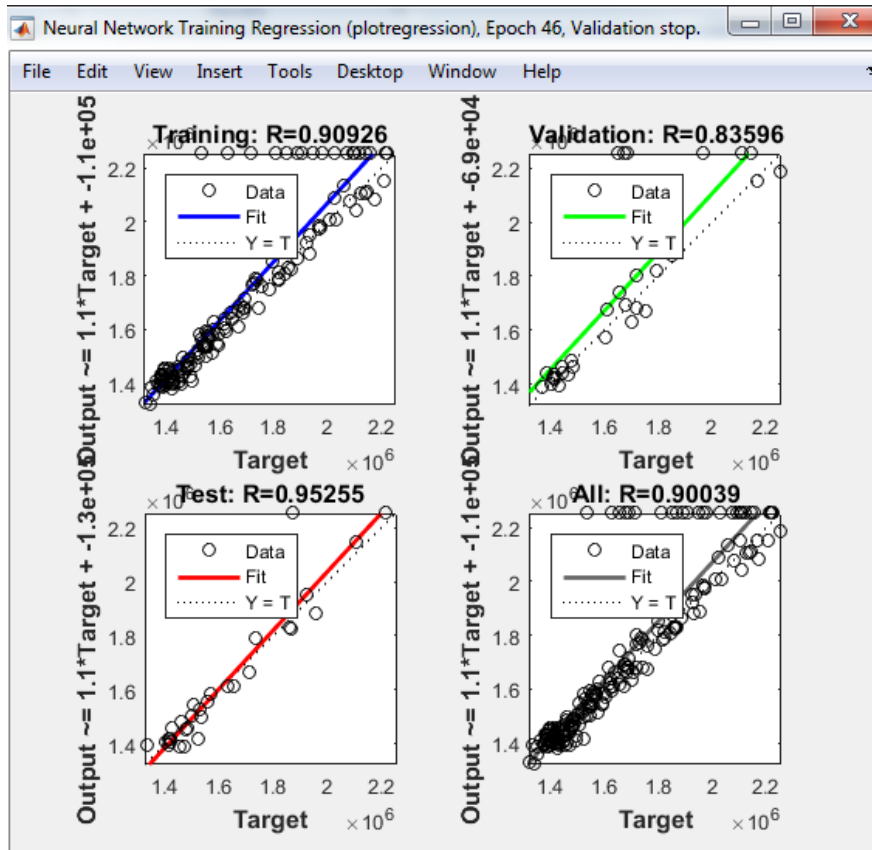 Neural Network Training Regression (plotregression), Epoch 46, Validation stop.
File Edit View Insert Tools Desktop Window Help
Training: R=0.90926
Output ~= 1.1*Target + -1.1e+05
2.2
2
1.8
1.6
1.4
Data
Fit
Y = T
1.4 1.6 1.8 2 2.2
Target
×10^6
Validation: R=0.83596
Output ~= 1.1*Target + -6.9e+04
2.2
2
1.8
1.6
1.4
Data
Fit
Y = T
1.4 1.6 1.8 2 2.2
Target
×10^6
Test: R=0.95255
Output ~= 1.1*Target + -1.3e+05
2.2
2
1.8
1.6
1.4
Data
Fit
Y = T
1.4 1.6 1.8 2 2.2
Target
×10^6
All: R=0.90039
Output ~= 1.1*Target + -1.1e+05
2.2
2
1.8
1.6
1.4
Data
Fit
Y = T
1.4 1.6 1.8 2 2.2
Target
×10^6